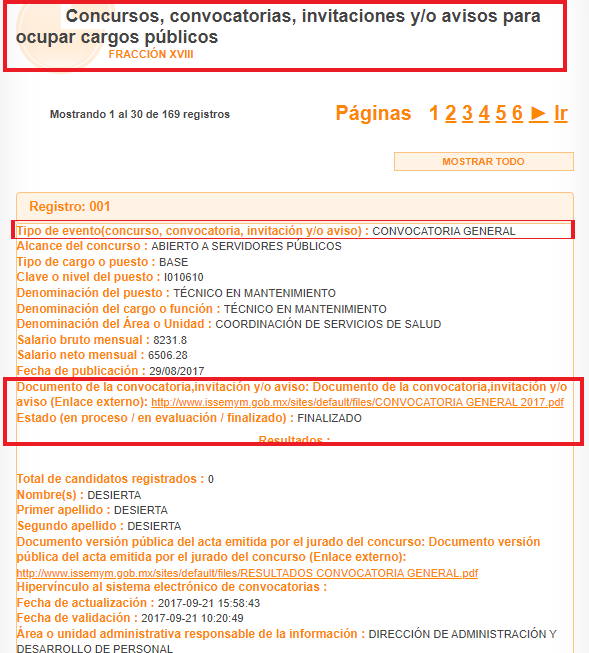 Concursos, convocatorias, invitaciones y/o avisos para
ocupar cargos públicos
FRACCIÓN XVIII
Mostrando 1 al 30 de 169 registros
Páginas 1 2 3 4 5 6 ► Ir
MOSTRAR TODO
Registro: 001
Tipo de evento(concurso, convocatoria, invitación y/o aviso) : CONVOCATORIA GENERAL
Alcance del concurso : ABIERTO A SERVIDORES PÚBLICOS
Tipo de cargo o puesto : BASE
Clave o nivel del puesto : I010610
Denominación del puesto : TÉCNICO EN MANTENIMIENTO
Denominación del cargo o función : TÉCNICO EN MANTENIMIENTO
Denominación del Área o Unidad : COORDINACIÓN DE SERVICIOS DE SALUD
Salario bruto mensual : 8231.8
Salario neto mensual : 6506.28
Fecha de publicación : 29/08/2017
Documento de la convocatoria,invitación y/o aviso: Documento de la convocatoria,invitación y/o
aviso (Enlace externo): http://www.issemym.gob.mx/sites/default/files/CONVOCATORIA GENERAL 2017.pdf
Estado (en proceso / en evaluación / finalizado) : FINALIZADO
Resultados :
Total de candidatos registrados : 0
Nombre(s) : DESIERTA
Primer apellido : DESIERTA
Segundo apellido : DESIERTA
Documento versión pública del acta emitida por el jurado del concurso: Documento versión
pública del acta emitida por el jurado del concurso (Enlace externo):
http://www.issemym.gob.mx/sites/default/files/RESULTADOS CONVOCATORIA GENERAL.pdf
Hipervínculo al sistema electrónico de convocatorias :
Fecha de actualización : 2017-09-21 15:58:43
Fecha de validación : 2017-09-21 10:20:49
Área o unidad administrativa responsable de la información : DIRECCIÓN DE ADMINISTRACIÓN Y
DESARROLLO DE PERSONAL